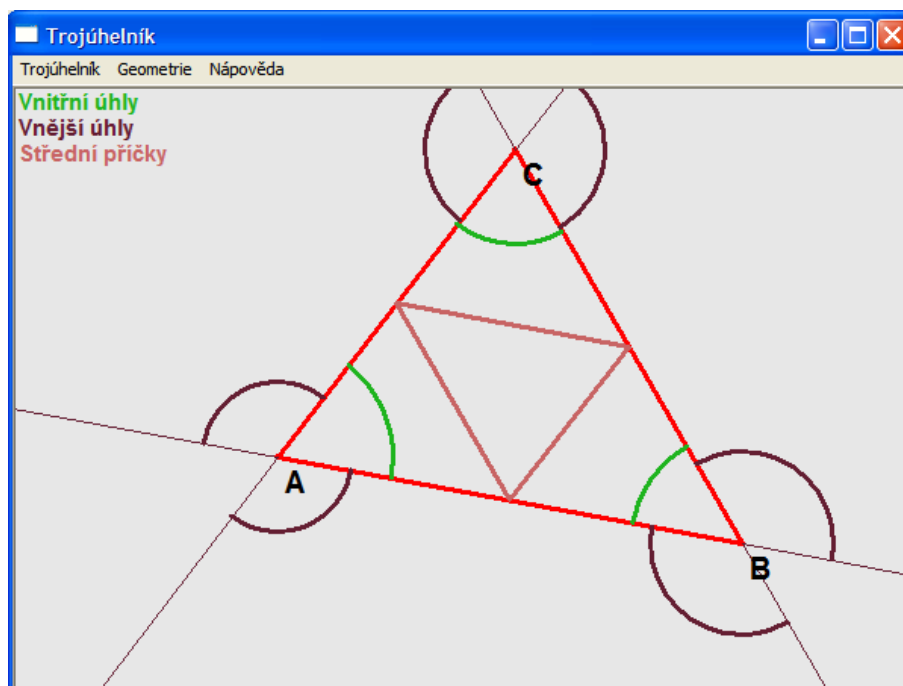 Trojúhelník
Trojúhelník Geometrie Nápověda
Vnitřní úhly
Vnější úhly
Střední příčky
C
A
B